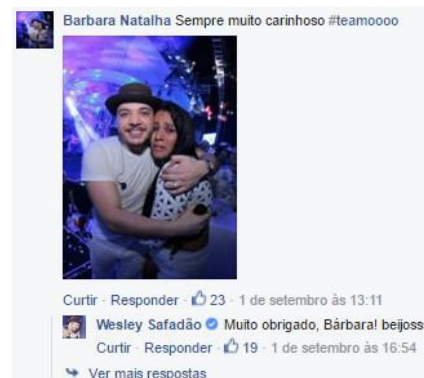 Barbara Natalha Sempre muito carinhoso #teamoooo
Curtir · Responder · 23 · 1 de setembro às 13:11
Wesley Safadão Muito obrigado, Bárbara! beijoss
Curtir · Responder · 19 · 1 de setembro às 16:54
Ver mais respostas